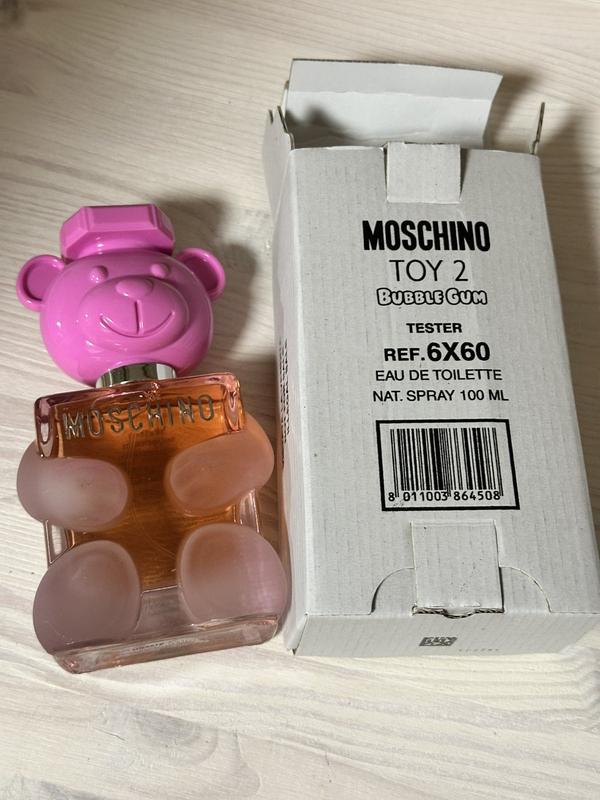 MOSCHINO
MOSCHINO
TOY 2
BUBBLE GUM
TESTER
REF.6X60
EAU DE TOILETTE
NAT. SPRAY 100 ML
8 011003 864508